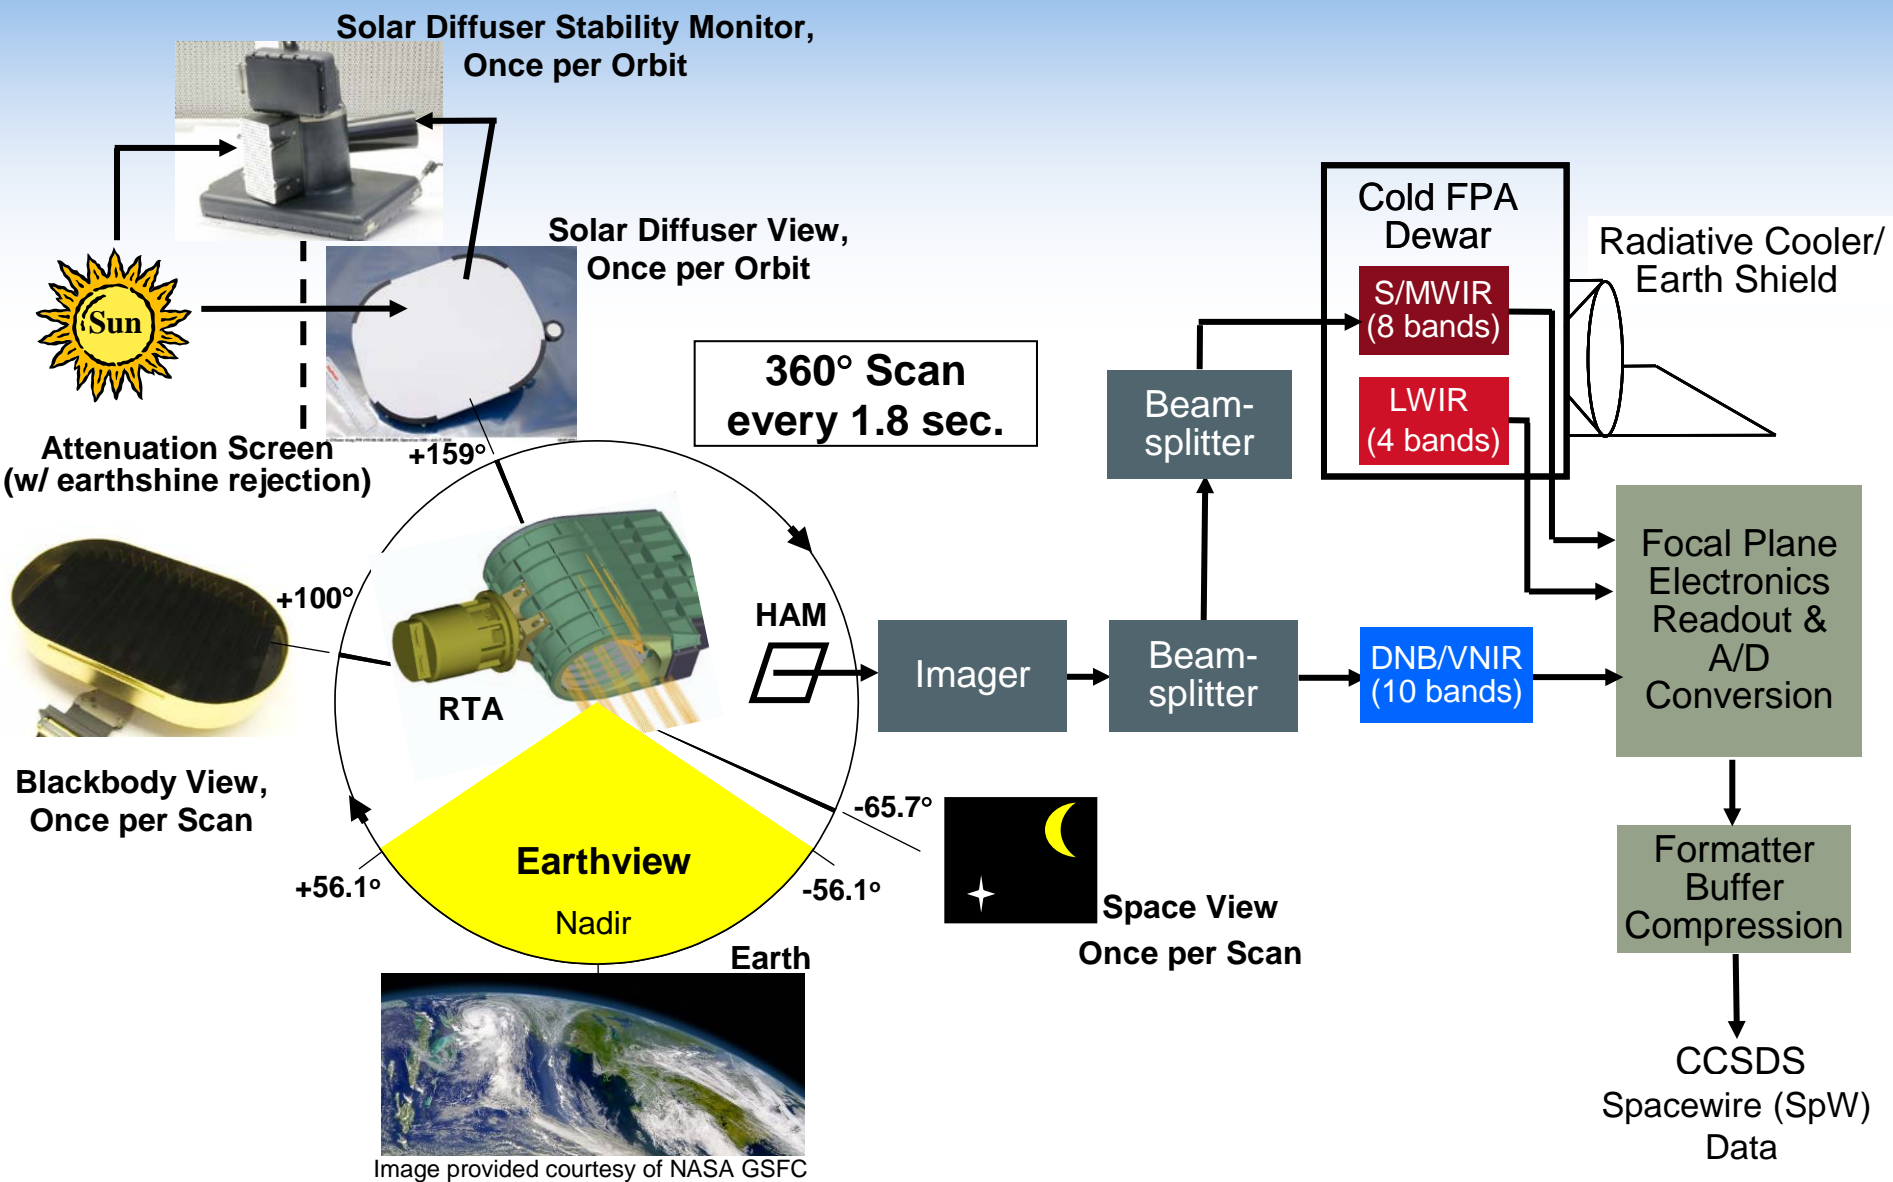 Solar Diffuser Stability Monitor,
Once per Orbit
Solar Diffuser View,
Once per Orbit
Sun
Attenuation Screen
(w/ earthshine rejection)
360° Scan
every 1.8 sec.
+159°
+100°
Blackbody View,
Once per Scan
RTA
HAM
+56.1°
-56.1°
-65.7°
Earthview
Nadir
Earth
Space View
Once per Scan
Image provided courtesy of NASA GSFC
Imager
Beam-
splitter
Beam-
splitter
Cold FPA
Dewar
S/MWIR
(8 bands)
LWIR
(4 bands)
DNB/VNIR
(10 bands)
Radiative Cooler/
Earth Shield
Focal Plane
Electronics
Readout &
A/D
Conversion
Formatter
Buffer
Compression
CCSDS
Spacewire (SpW)
Data